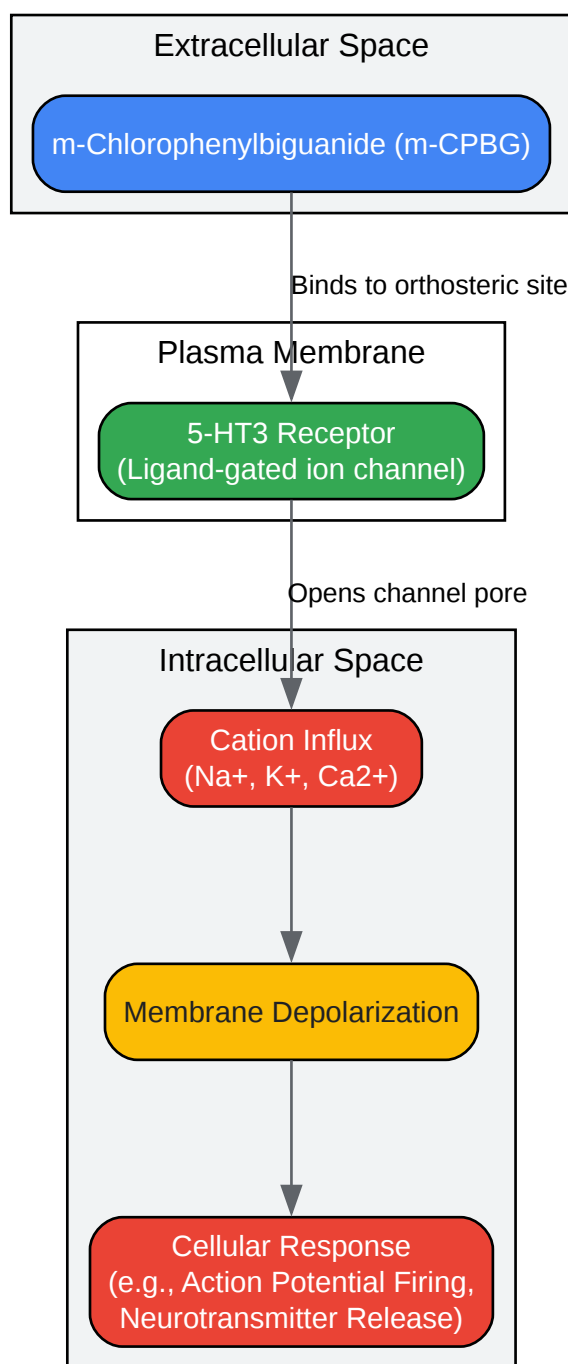 Extracellular Space
m-Chlorophenylbiguanide (m-CPBG)
Binds to orthosteric site
Plasma Membrane
5-HT3 Receptor
(Ligand-gated ion channel)
Opens channel pore
Intracellular Space
Cation Influx
(Na+, K+, Ca2+)
Membrane Depolarization
Cellular Response
(e.g., Action Potential Firing,
Neurotransmitter Release)